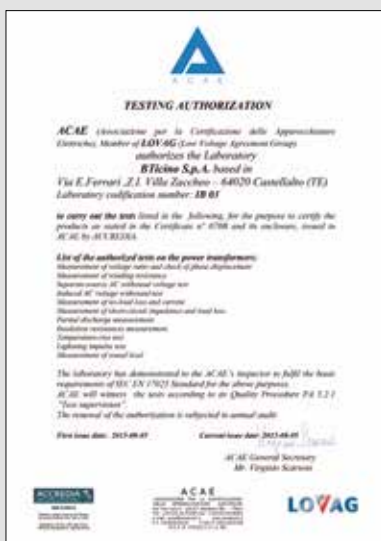 ACAE
TESTING AUTHORIZATION
ACAE (Associazione per la Certificazione delle Apparecchiature
Elettriche), Member of LOVAG (Low Voltage Agreement Group)
authorizes the Laboratory
BTicino S.p.A. based in
Via E.Ferrari ,Z.I. Villa Zaccheo - 64020 Castellalto (TE)
Laboratory codification number: IB 03
to carry out the tests listed in the following, for the purpose to certify the
products as stated in the Certificate n° 070B and its enclosure, issued to
ACAE by ACCREDIA.
List of the authorized tests on the power transformers:
Measurement of voltage ratio and check of phase displacement
Measurement of winding resistance
Separate-source AC withstand voltage test
Induced AC voltage withstand test
Measurement of no-load loss and current
Measurement of short-circuit impedance and load loss
Partial discharge measurement
Insulation resistances measurement
Temperature-rise test
Lightning impulse test
Measurement of sound level
The laboratory has demonstrated to the ACAE's inspector to fulfil the basic
requirements of IEC EN 17025 Standard for the above purposes.
ACAE will witness the tests according to its Quality Procedure PA 5.2.1
"Test supervision".
The renewal of the authorization is subjected to annual audit
First issue date: 2015-08-05 Current issue date: 2015-08-05
ACAE General Secretary
Mr. Virginio Scarioni
ACCREDIA
ACAE
LOVAG